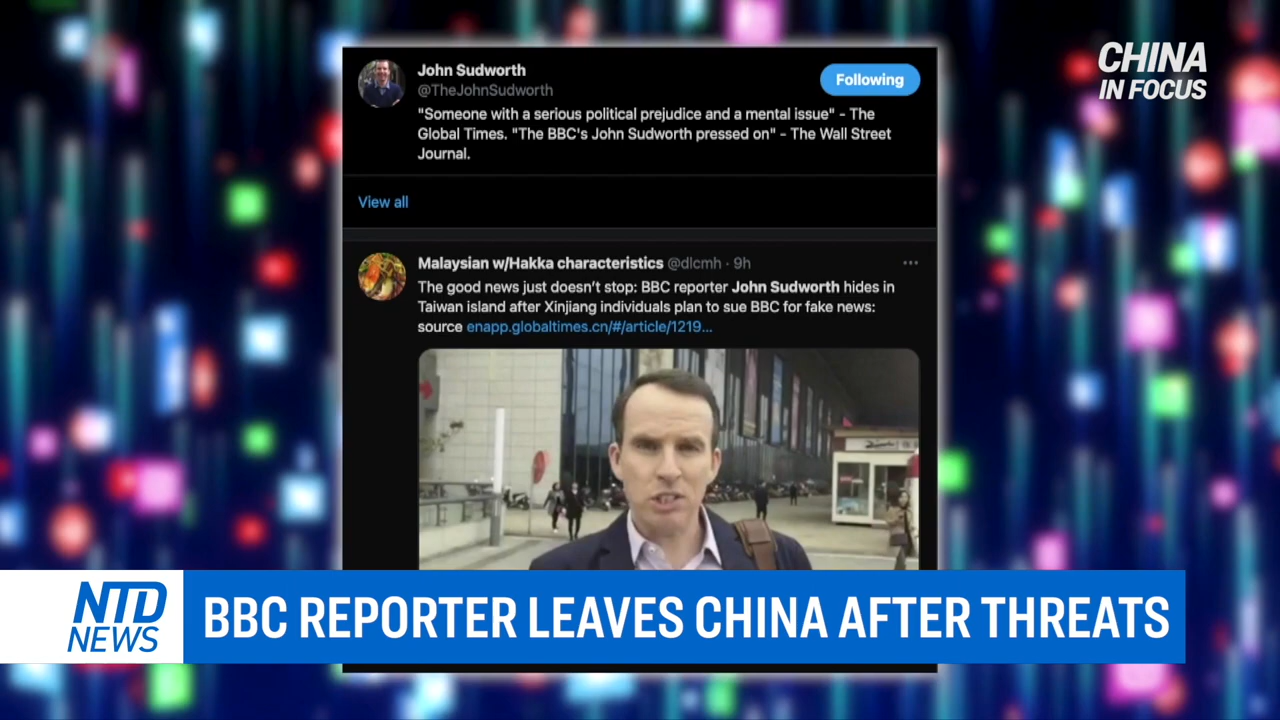 CHINA
IN FOCUS
John Sudworth
@TheJohnSudworth
Following
"Someone with a serious political prejudice and a mental issue" - The
Global Times. "The BBC's John Sudworth pressed on" - The Wall Street
Journal.
View all
Malaysian w/Hakka characteristics @dlcmh · 9h
The good news just doesn't stop: BBC reporter John Sudworth hides in
Taiwan island after Xinjiang individuals plan to sue BBC for fake news:
source enapp.globaltimes.cn/#/article/1219...
NTD
NEWS
BBC REPORTER LEAVES CHINA AFTER THREATS